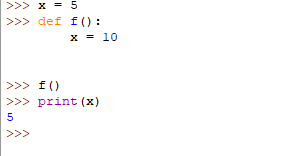 >>> x = 5
>>> def f():
        x = 10

>>> f()
>>> print(x)
5
>>>